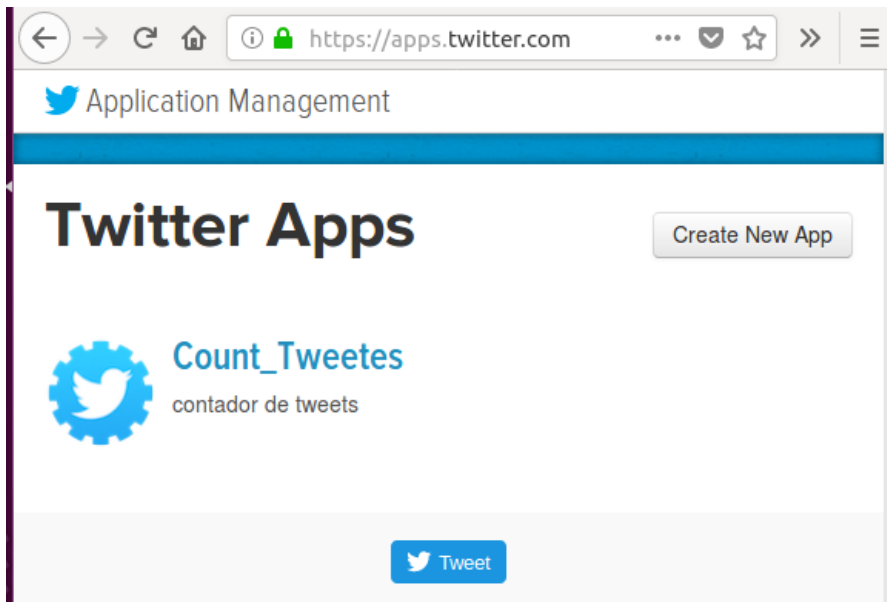 https://apps.twitter.com
Application Management
Twitter Apps
Create New App
Count_Tweetes
contador de tweets
Tweet